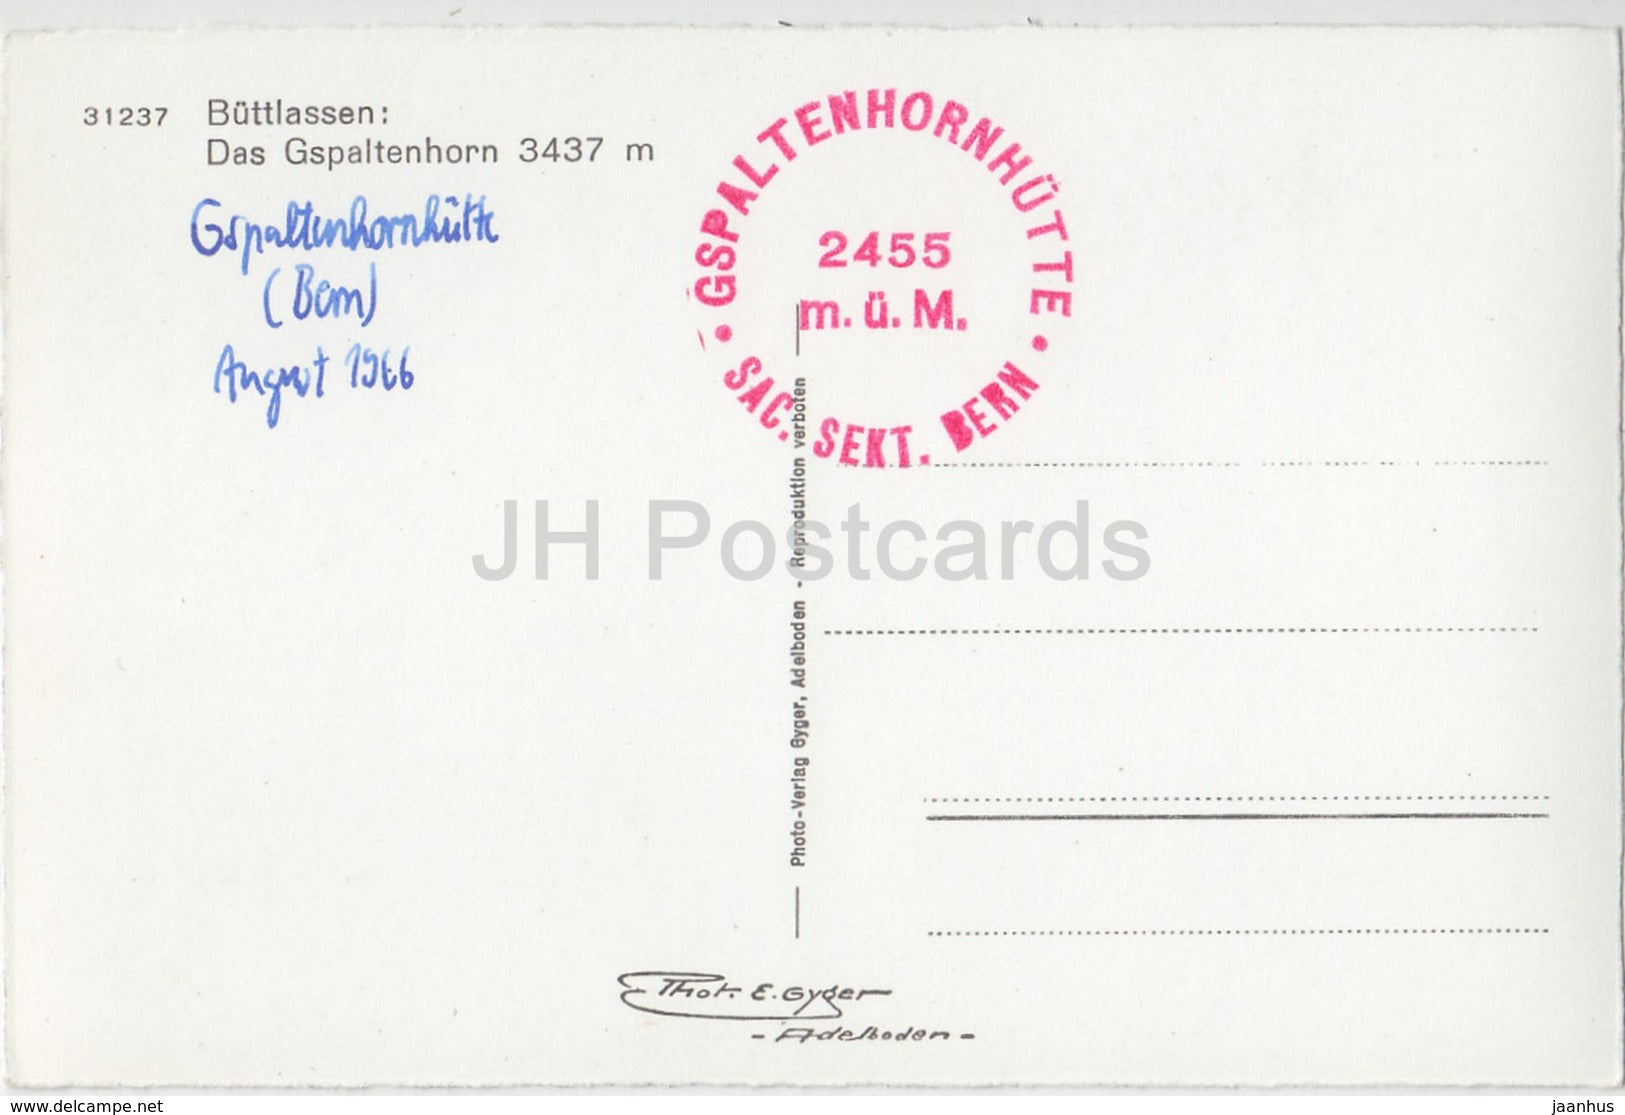 31237 Büttlassen:
Das Gspaltenhorn 3437 m
Gspaltenhornhütte
(Bern)
August 1966
• GSPALTENHORNHÜTTE •
2455
m. ü. M.
SAC. SEKT. BERN
Photo-Verlag Gyger, Adelboden - Reproduktion verboten
JH Postcards
Phot. E. Gyger
- Adelboden -
www.delcampe.net
jaanhus